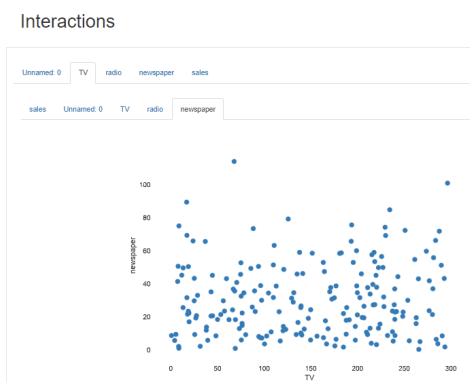 Interactions
Unnamed: 0 TV radio newspaper sales
sales Unnamed: 0 TV radio newspaper
100
80
60
40
20
0
newspaper
0 50 100 150 200 250 300
TV